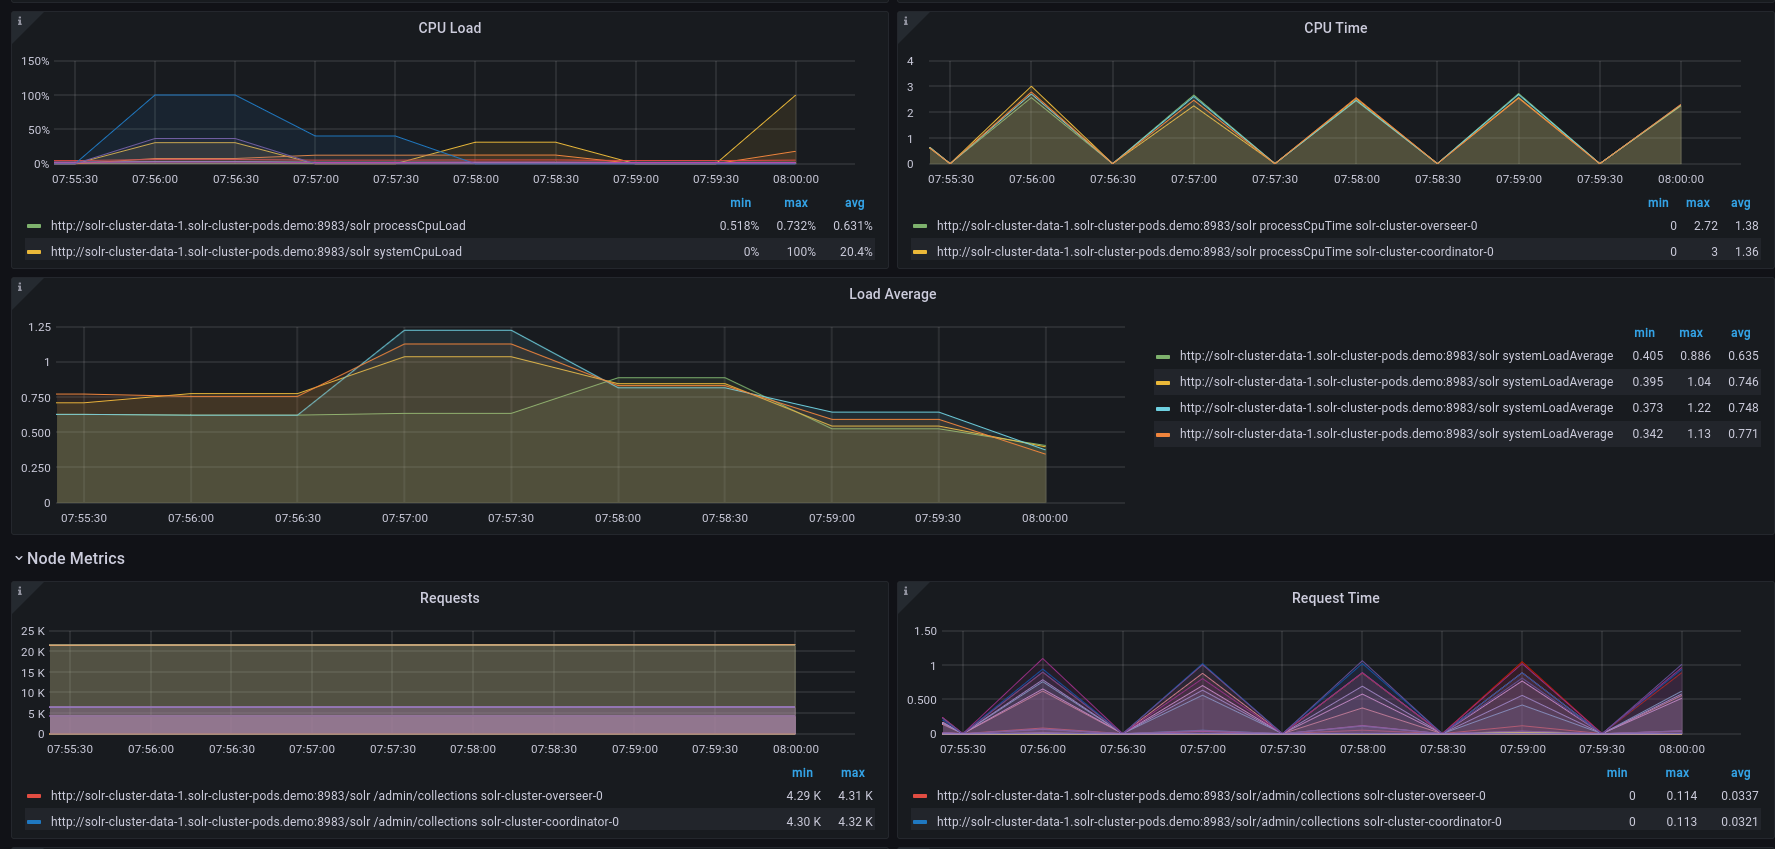 CPU Load
150%
100%
50%
0%
07:55:30 07:56:00 07:56:30 07:57:00 07:57:30 07:58:00 07:58:30 07:59:00 07:59:30 08:00:00
min max avg
http://solr-cluster-data-1.solr-cluster-pods.demo:8983/solr processCpuLoad 0.518% 0.732% 0.631%
http://solr-cluster-data-1.solr-cluster-pods.demo:8983/solr systemCpuLoad 0% 100% 20.4%
CPU Time
4
3
2
1
0
07:55:30 07:56:00 07:56:30 07:57:00 07:57:30 07:58:00 07:58:30 07:59:00 07:59:30 08:00:00
min max avg
http://solr-cluster-data-1.solr-cluster-pods.demo:8983/solr processCpuTime solr-cluster-overseer-0 0 2.72 1.38
http://solr-cluster-data-1.solr-cluster-pods.demo:8983/solr processCpuTime solr-cluster-coordinator-0 0 3 1.36
Load Average
1.25
1
0.750
0.500
0.250
0
07:55:30 07:56:00 07:56:30 07:57:00 07:57:30 07:58:00 07:58:30 07:59:00 07:59:30 08:00:00
min max avg
http://solr-cluster-data-1.solr-cluster-pods.demo:8983/solr systemLoadAverage 0.405 0.886 0.635
http://solr-cluster-data-1.solr-cluster-pods.demo:8983/solr systemLoadAverage 0.395 1.04 0.746
http://solr-cluster-data-1.solr-cluster-pods.demo:8983/solr systemLoadAverage 0.373 1.22 0.748
http://solr-cluster-data-1.solr-cluster-pods.demo:8983/solr systemLoadAverage 0.342 1.13 0.771
Node Metrics
Requests
25 K
20 K
15 K
10 K
5 K
0
07:55:30 07:56:00 07:56:30 07:57:00 07:57:30 07:58:00 07:58:30 07:59:00 07:59:30 08:00:00
min max
http://solr-cluster-data-1.solr-cluster-pods.demo:8983/solr /admin/collections solr-cluster-overseer-0 4.29 K 4.31 K
http://solr-cluster-data-1.solr-cluster-pods.demo:8983/solr /admin/collections solr-cluster-coordinator-0 4.30 K 4.32 K
Request Time
1.50
1
0.500
0
07:55:30 07:56:00 07:56:30 07:57:00 07:57:30 07:58:00 07:58:30 07:59:00 07:59:30 08:00:00
min max avg
http://solr-cluster-data-1.solr-cluster-pods.demo:8983/solr/admin/collections solr-cluster-overseer-0 0 0.114 0.0337
http://solr-cluster-data-1.solr-cluster-pods.demo:8983/solr/admin/collections solr-cluster-coordinator-0 0 0.113 0.0321